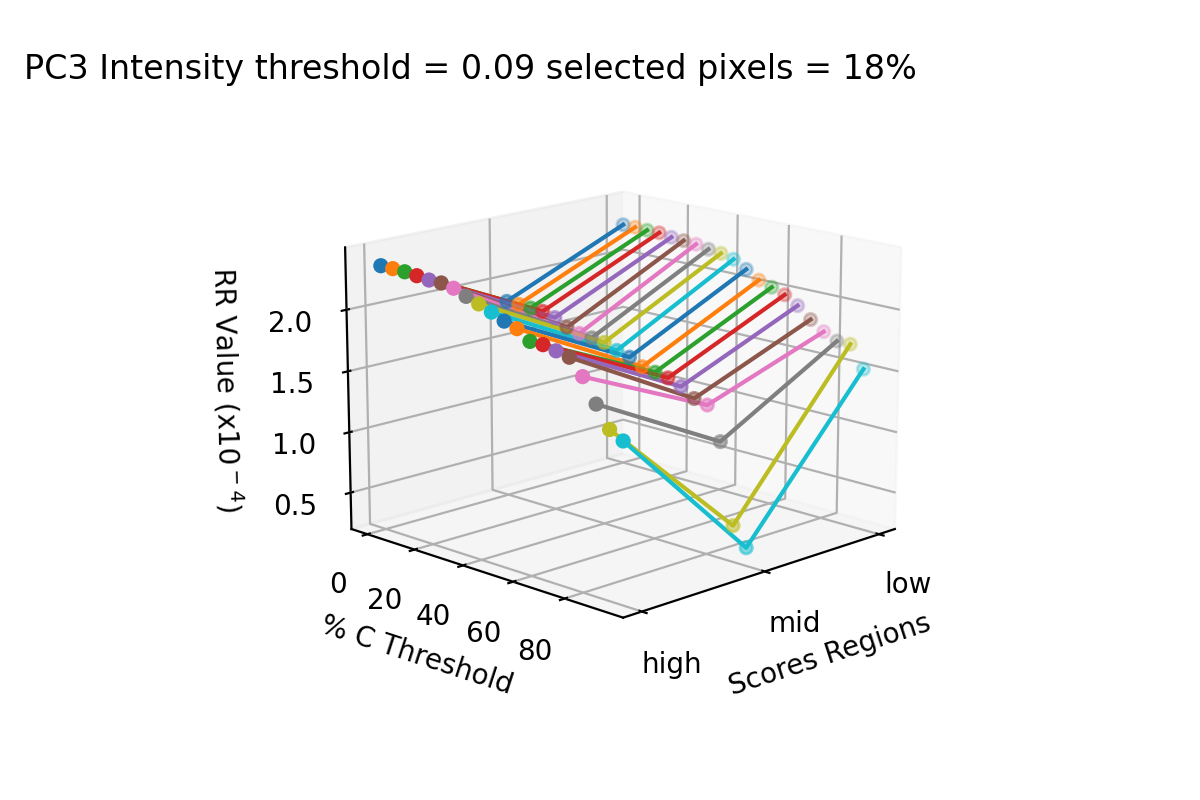 PC3 Intensity threshold = 0.09 selected pixels = 18%
RR Value (x10⁻⁴)
2.0
1.5
1.0
0.5
0
20
40
60
80
% C Threshold
low
mid
high
Scores Regions